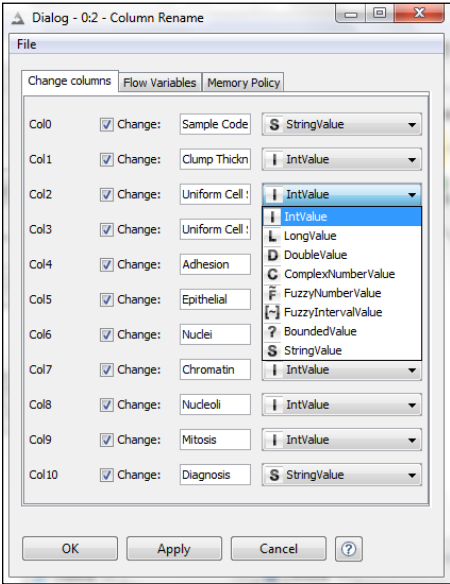 Dialog - 0:2 - Column Rename
File
Change columns Flow Variables Memory Policy
Col0 Change: Sample Code S StringValue
Col1 Change: Clump Thickn I IntValue
Col2 Change: Uniform Cell I IntValue
I IntValue
Col3 Change: Uniform Cell L LongValue
D DoubleValue
Col4 Change: Adhesion C ComplexNumberValue
F̃ FuzzyNumberValue
Col5 Change: Epithelial [~] FuzzyIntervalValue
? BoundedValue
Col6 Change: Nuclei S StringValue
Col7 Change: Chromatin I IntValue
Col8 Change: Nucleoli I IntValue
Col9 Change: Mitosis I IntValue
Col10 Change: Diagnosis S StringValue
OK Apply Cancel ?